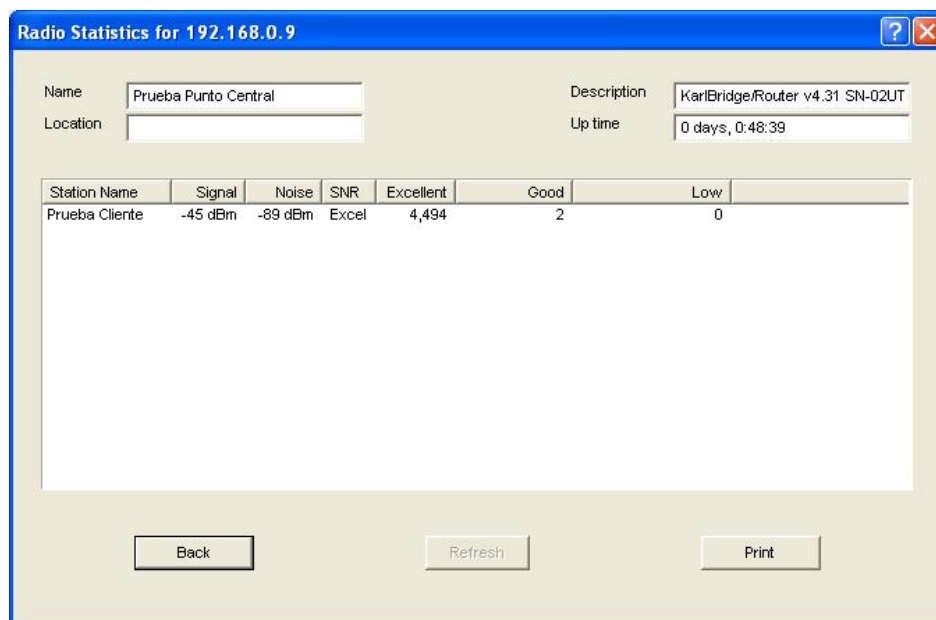 Radio Statistics for 192.168.0.9
Name Prueba Punto Central Description KarlBridge/Router v4.31 SN-02UT
Location Up time 0 days, 0:48:39
Station Name Signal Noise SNR Excellent Good Low
Prueba Cliente -45 dBm -89 dBm Excel 4,494 2 0
Back Refresh Print